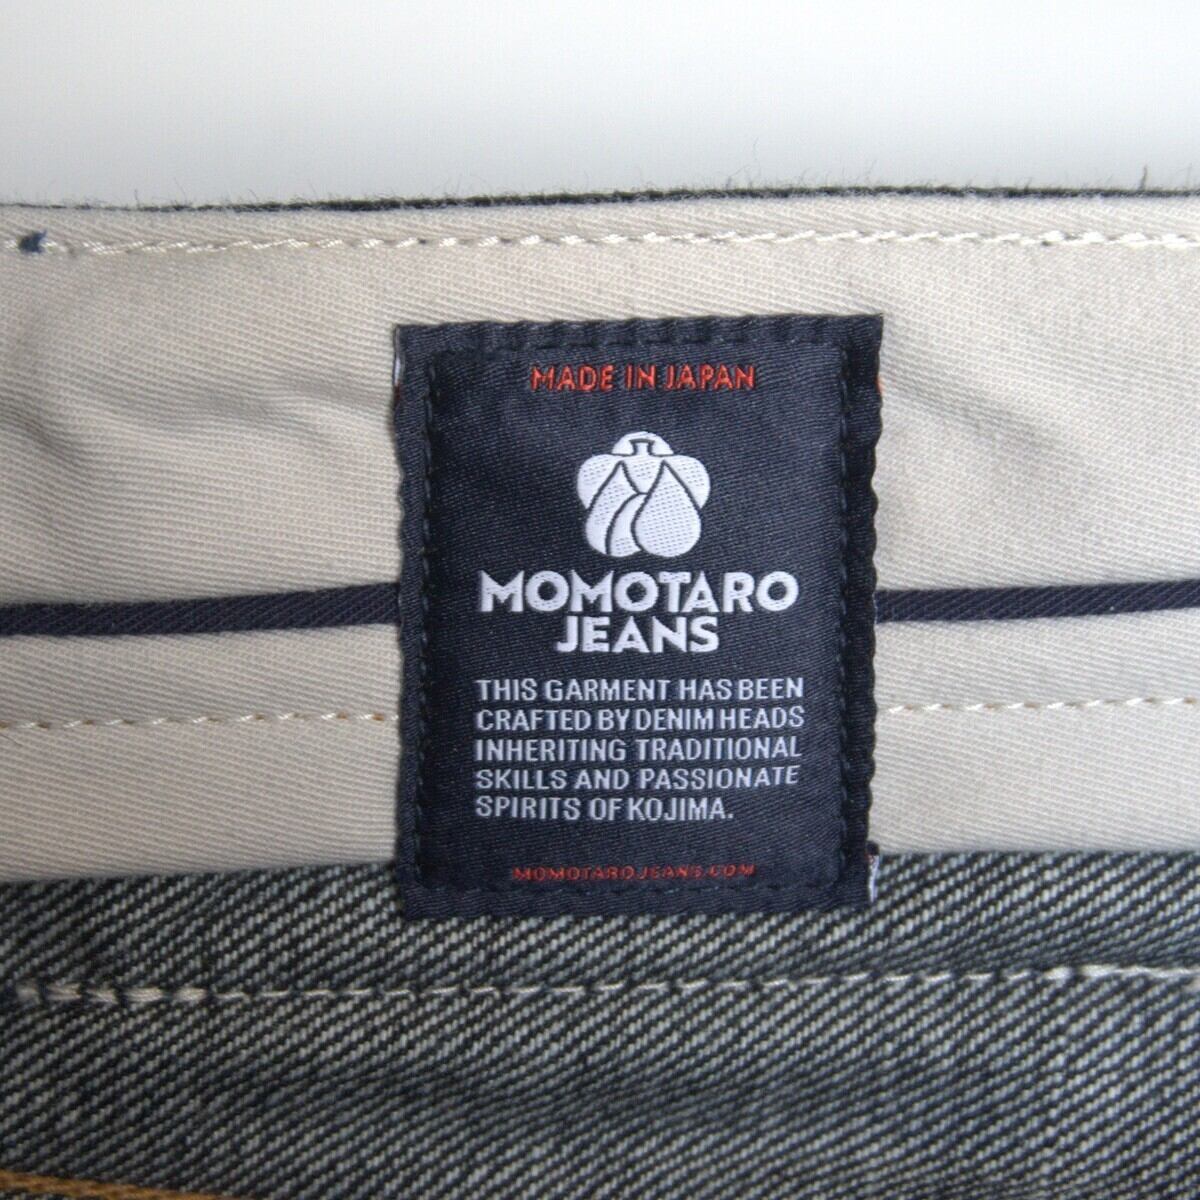 MADE IN JAPAN
MOMOTARO
JEANS
THIS GARMENT HAS BEEN
CRAFTED BY DENIM HEADS
INHERITING TRADITIONAL
SKILLS AND PASSIONATE
SPIRITS OF KOJIMA.
MOMOTAROJEANS.COM